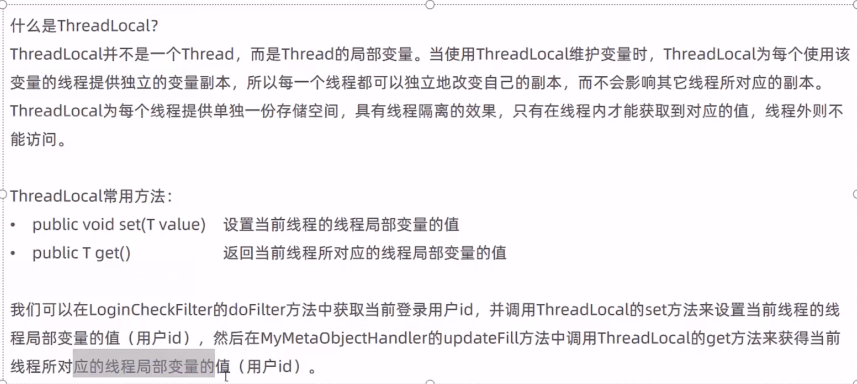 什么是ThreadLocal?
ThreadLocal并不是一个Thread，而是Thread的局部变量。当使用ThreadLocal维护变量时，ThreadLocal为每个使用该
变量的线程提供独立的变量副本，所以每一个线程都可以独立地改变自己的副本，而不会影响其它线程所对应的副本。
ThreadLocal为每个线程提供单独一份存储空间，具有线程隔离的效果，只有在线程内才能获取到对应的值，线程外则不
能访问。
ThreadLocal常用方法：
• public void set(T value) 设置当前线程的线程局部变量的值
• public T get() 返回当前线程所对应的线程局部变量的值
我们可以在LoginCheckFilter的doFilter方法中获取当前登录用户id，并调用ThreadLocal的set方法来设置当前线程的线
程局部变量的值（用户id），然后在MyMetaObjectHandler的updateFill方法中调用ThreadLocal的get方法来获得当前
线程所对应的线程局部变量的值（用户id）。